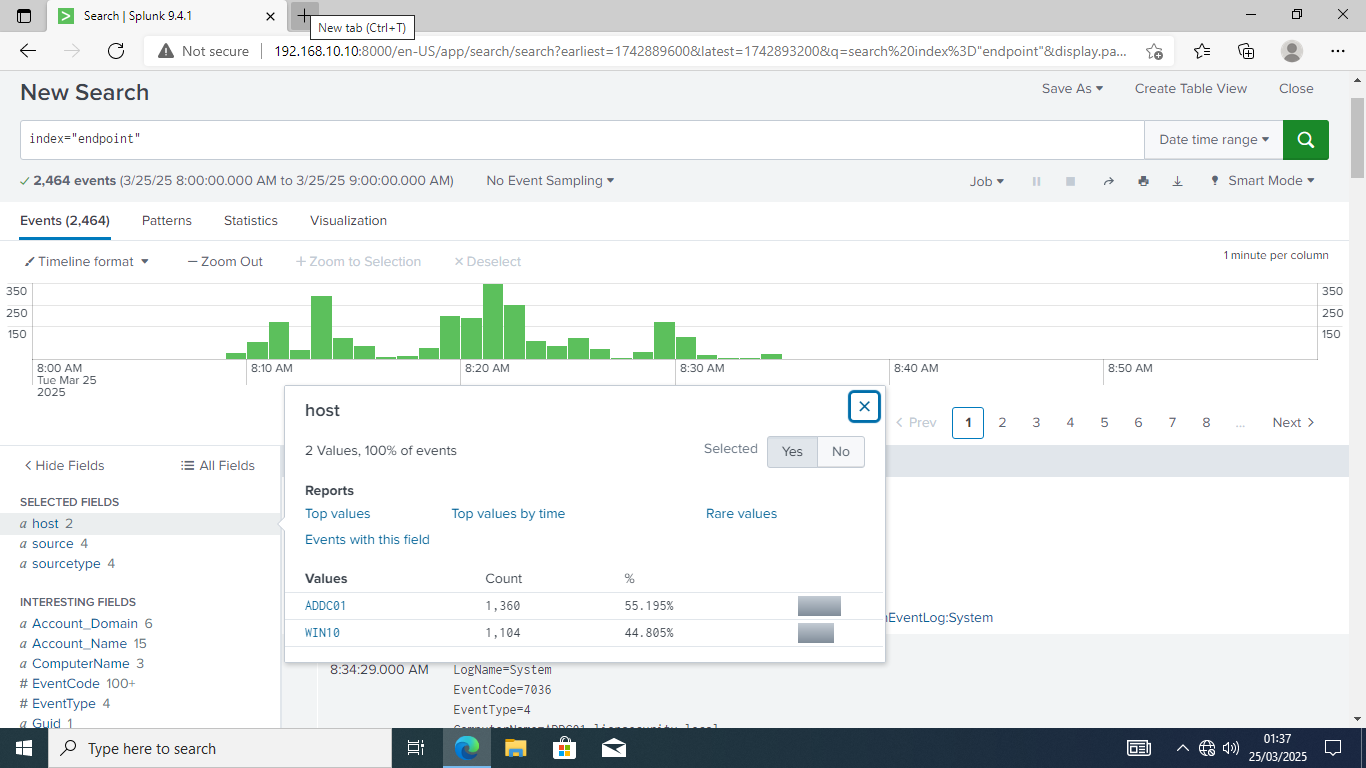 Search | Splunk 9.4.1
New tab (Ctrl+T)
Not secure
192.168.10.10:8000/en-US/app/search/search?earliest=1742889600&latest=1742893200&q=search%20index%3D"endpoint"&display.pa...
New Search
Save As
Create Table View
Close
index="endpoint"
Date time range
2,464 events (3/25/25 8:00:00.000 AM to 3/25/25 9:00:00.000 AM)
No Event Sampling
Job
Smart Mode
Events (2,464)
Patterns
Statistics
Visualization
Timeline format
Zoom Out
Zoom to Selection
Deselect
1 minute per column
350
250
150
350
250
150
8:00 AM
Tue Mar 25
2025
8:10 AM
8:20 AM
8:30 AM
8:40 AM
8:50 AM
Prev
1
2
3
4
5
6
7
8
...
Next
Hide Fields
All Fields
SELECTED FIELDS
a host 2
a source 4
a sourcetype 4
INTERESTING FIELDS
a Account_Domain 6
a Account_Name 15
a ComputerName 3
# EventCode 100+
# EventType 4
a Guid 1
host
2 Values, 100% of events
Selected
Yes
No
Reports
Top values
Top values by time
Rare values
Events with this field
Values Count %
ADDC01 1,360 55.195%
WIN10 1,104 44.805%
nEventLog:System
8:34:29.000 AM
LogName=System
EventCode=7036
EventType=4
Type here to search
01:37
25/03/2025